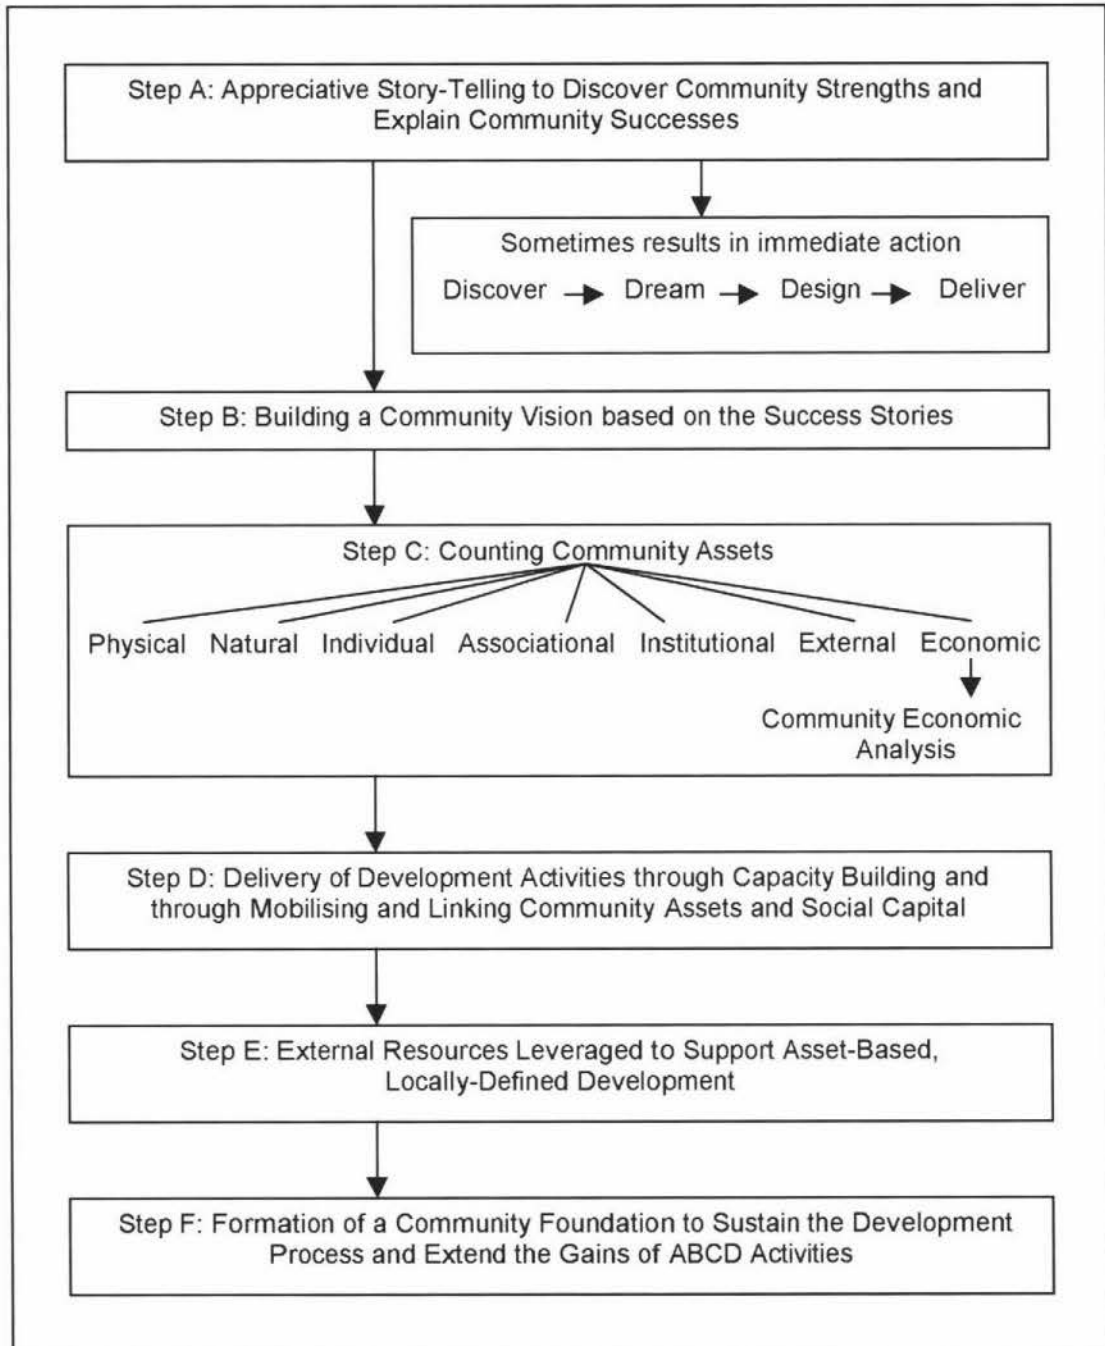 Step A: Appreciative Story-Telling to Discover Community Strengths and
Explain Community Successes
Sometimes results in immediate action
Discover Dream Design Deliver
Step B: Building a Community Vision based on the Success Stories
Step C: Counting Community Assets
Physical Natural Individual Associational Institutional External Economic
Community Economic
Analysis
Step D: Delivery of Development Activities through Capacity Building and
through Mobilising and Linking Community Assets and Social Capital
Step E: External Resources Leveraged to Support Asset-Based,
Locally-Defined Development
Step F: Formation of a Community Foundation to Sustain the Development
Process and Extend the Gains of ABCD Activities